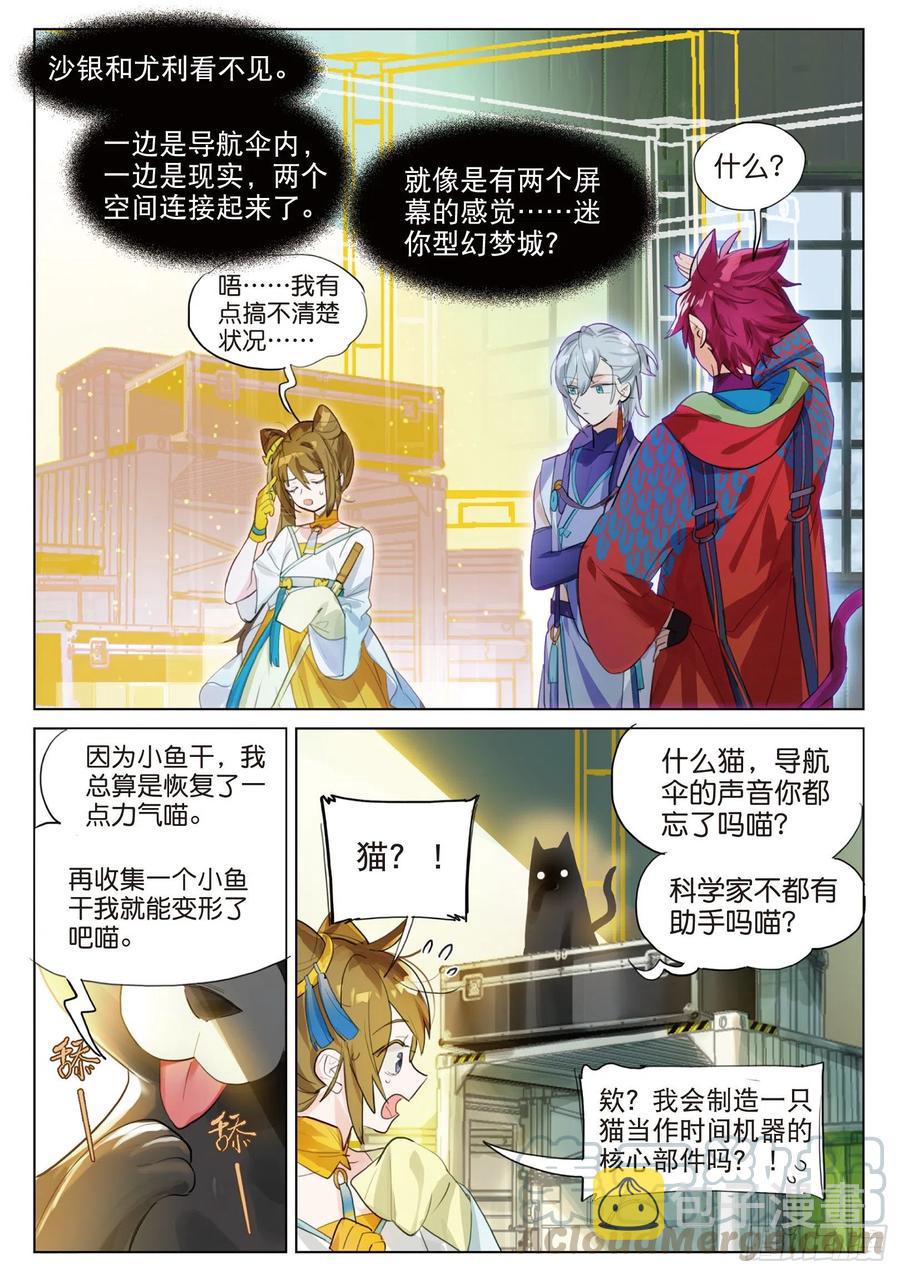 沙银和尤利看不见。
一边是导航伞内，
一边是现实，两个
空间连接起来了。
就像是有两个屏
幕的感觉……迷
你型幻梦城？
什么？
唔……我有
点搞不清楚
状况……
因为小鱼干，我
总算是恢复了一
点力气喵。
再收集一个小鱼
干我就能变形了
吧喵。
舔
舔
猫？！
什么猫，导航
伞的声音你都
忘了吗喵？
科学家不都有
助手吗喵？
欸？我会制造一只
猫当作时间机器的
核心部件吗？！
包子漫畫